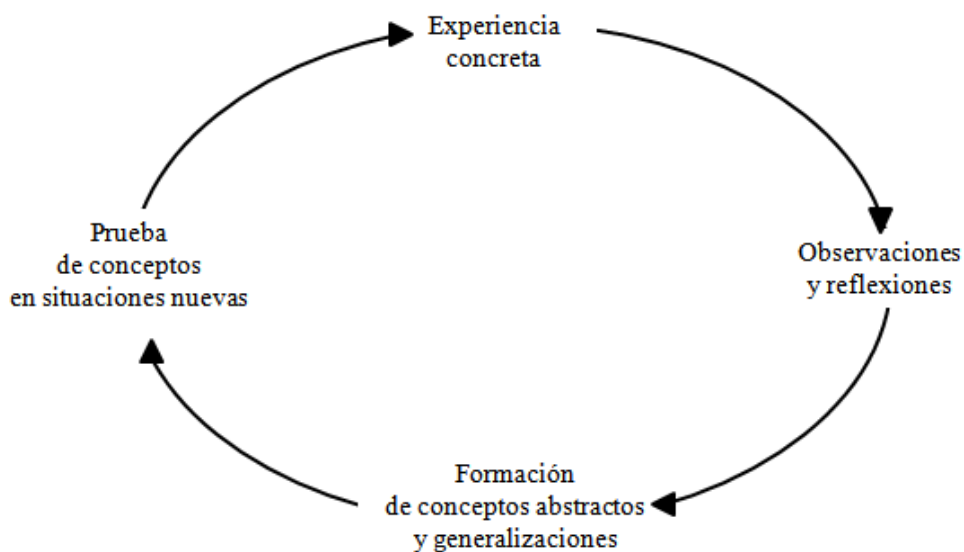 Experiencia
concreta
Observaciones
y reflexiones
Formación
de conceptos abstractos
y generalizaciones
Prueba
de conceptos
en situaciones nuevas